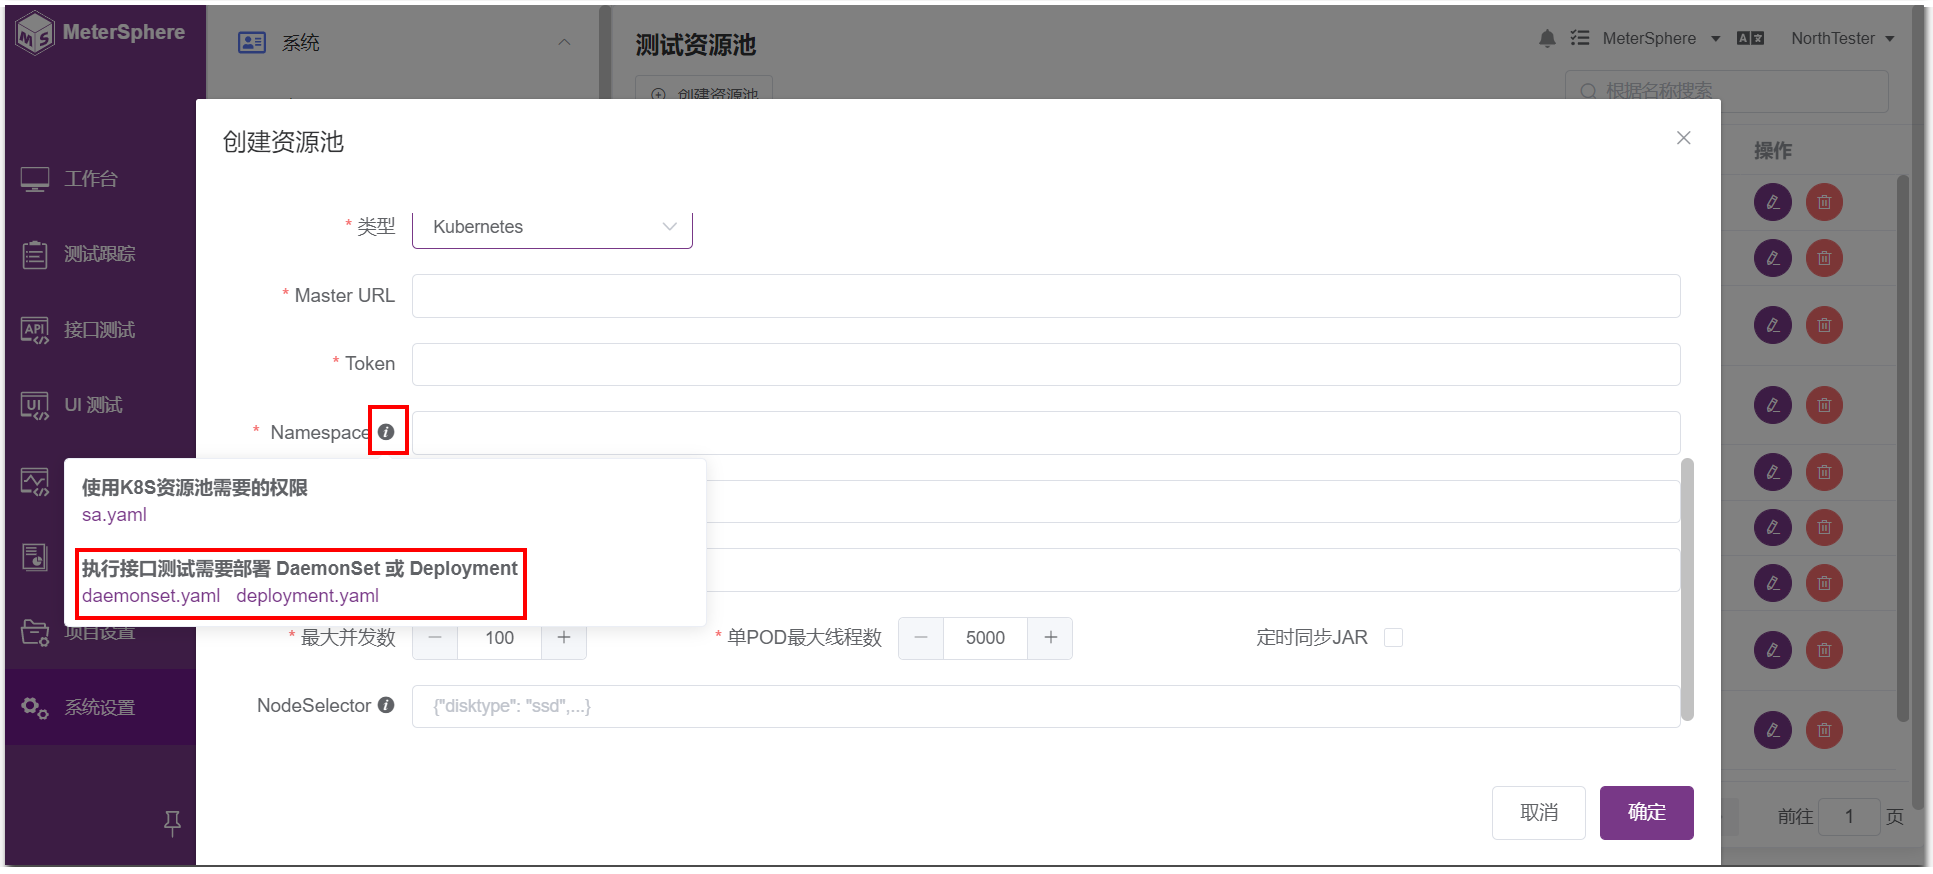 MeterSphere
系统
测试资源池
MeterSphere
NorthTester
创建资源池
根据名称搜索
创建资源池
操作
工作台
测试跟踪
接口测试
UI 测试
项目设置
系统设置
* 类型
Kubernetes
* Master URL
* Token
* Namespace
使用K8S资源池需要的权限
sa.yaml
执行接口测试需要部署 DaemonSet 或 Deployment
daemonset.yaml deployment.yaml
* 最大并发数 − 100 + * 单POD最大线程数 − 5000 + 定时同步JAR
NodeSelector {"disktype": "ssd",...}
取消 确定
前往 1 页